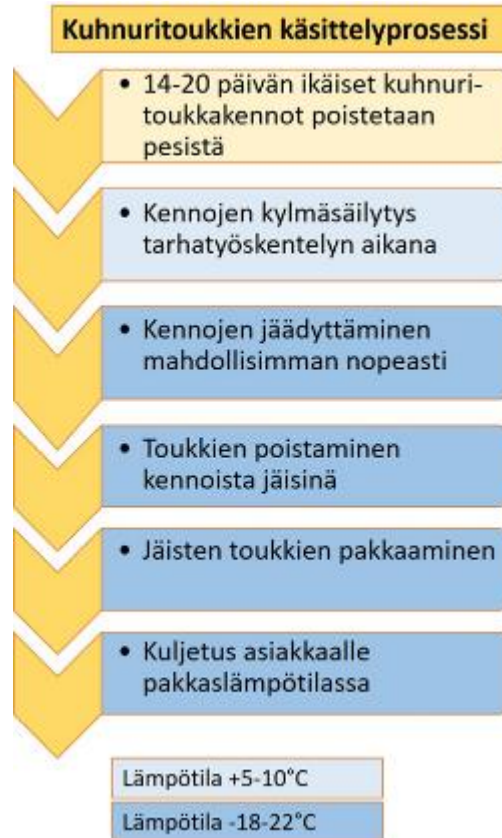 Kuhnuritoukkien käsittelyprosessi
• 14-20 päivän ikäiset kuhnuri-
toukkakennot poistetaan
pesistä
• Kennojen kylmäsäilytys
tarhatyöskentelyn aikana
• Kennojen jäädyttäminen
mahdollisimman nopeasti
• Toukkien poistaminen
kennoista jäisinä
• Jäisten toukkien pakkaaminen
• Kuljetus asiakkaalle
pakkaslämpötilassa
Lämpötila +5-10°C
Lämpötila -18-22°C